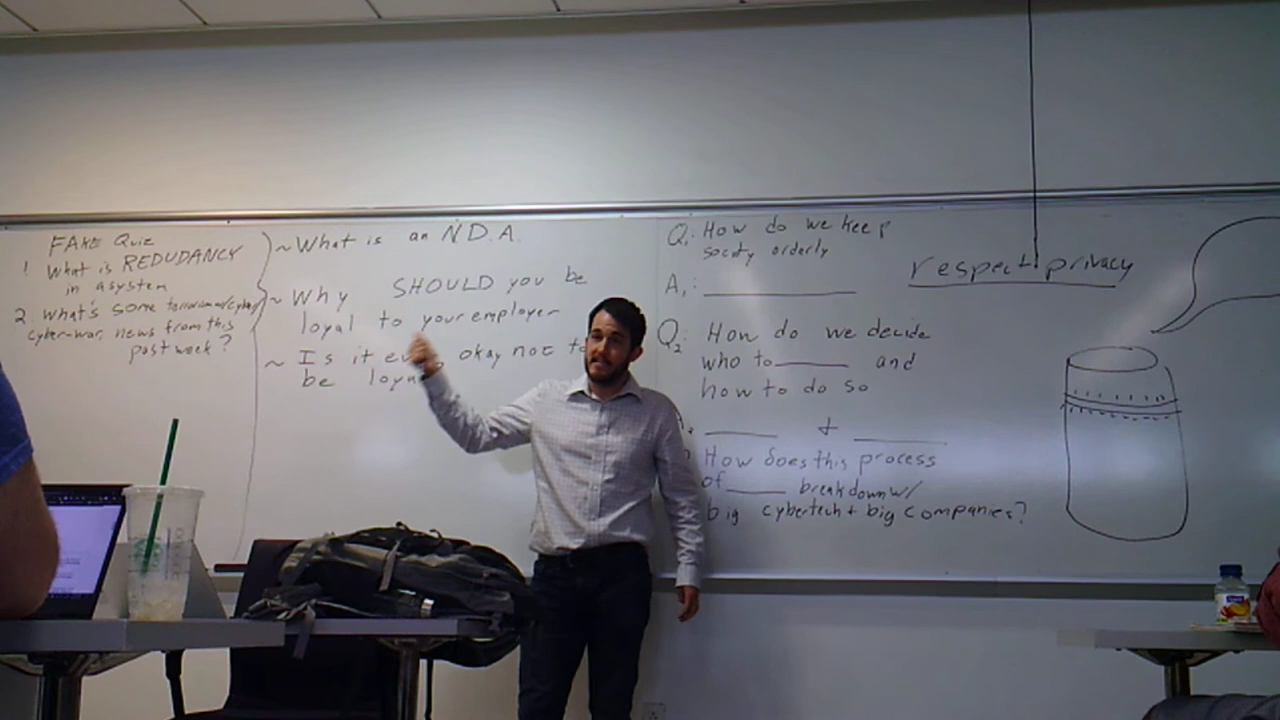 FAKE Quiz
1 What is REDUDANCY
in a system
2 What's some
cyber-war, news from this
past week?
~What is an N.D.A.
~Why SHOULD you be
loyal to your employer
~Is it okay not
be
Q1: How do we keep
socity orderly
A1:
Q2: How do we decide
who to and
how to do so
+
How does this process
of breakdown w/
big cybertech + big companies?
respect privacy